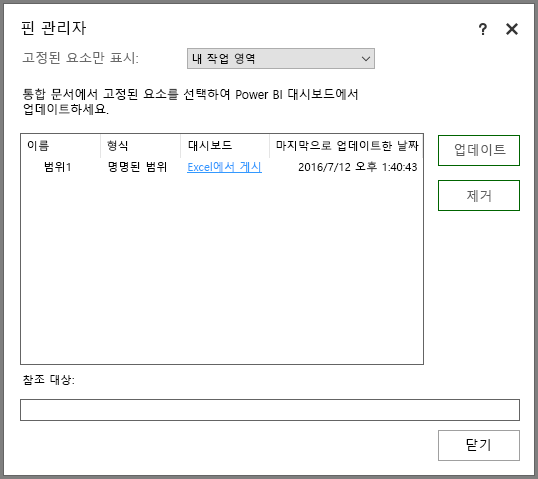 핀 관리자
?
고정된 요소만 표시: 내 작업 영역
통합 문서에서 고정된 요소를 선택하여 Power BI 대시보드에서
업데이트하세요.
이름 형식 대시보드 마지막으로 업데이트한 날짜
범위1 명명된 범위 Excel에서 게시 2016/7/12 오후 1:40:43
업데이트
제거
참조 대상:
닫기